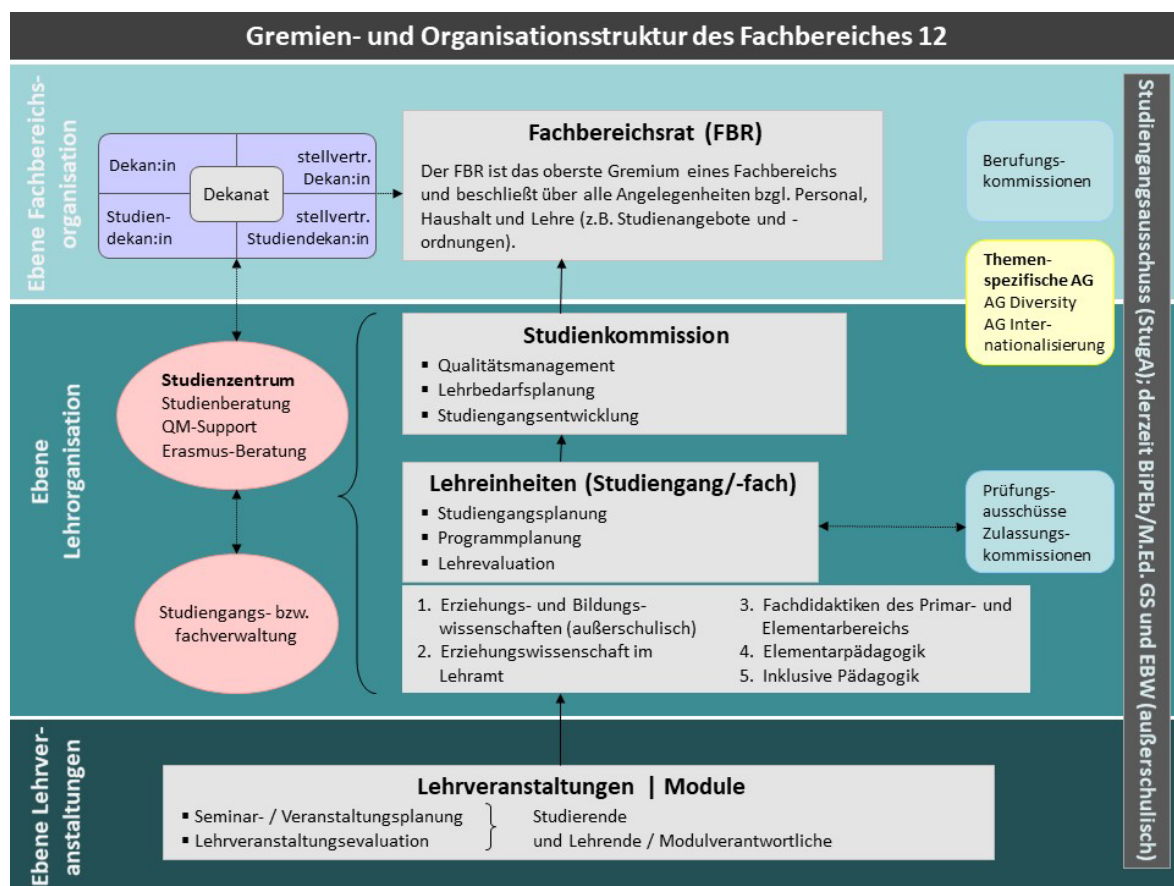 Gremien- und Organisationsstruktur des Fachbereiches 12
Ebene Fachbereichs-
organisation
Dekan:in
stellvertr.
Dekan:in
Dekanat
Studien-
dekan:in
stellvertr.
Studiendekan:in
Fachbereichsrat (FBR)
Der FBR ist das oberste Gremium eines Fachbereichs
und beschließt über alle Angelegenheiten bzgl. Personal,
Haushalt und Lehre (z.B. Studienangebote und -
ordnungen).
Berufungs-
kommissionen
Themen-
spezifische AG
AG Diversity
AG Inter-
nationalisierung
Ebene
Lehrorganisation
Studienzentrum
Studienberatung
QM-Support
Erasmus-Beratung
Studiengangs- bzw.
fachverwaltung
Studienkommission
▪ Qualitätsmanagement
▪ Lehrbedarfsplanung
▪ Studiengangsentwicklung
Lehreinheiten (Studiengang/-fach)
▪ Studiengangsplanung
▪ Programmplanung
▪ Lehrevaluation
1. Erziehungs- und Bildungs-
wissenschaften (außerschulisch)
2. Erziehungswissenschaft im
Lehramt
3. Fachdidaktiken des Primar- und
Elementarbereichs
4. Elementarpädagogik
5. Inklusive Pädagogik
Prüfungs-
ausschüsse
Zulassungs-
kommissionen
Ebene Lehrver-
anstaltungen
Lehrveranstaltungen | Module
▪ Seminar- / Veranstaltungsplanung
▪ Lehrveranstaltungsevaluation
Studierende
und Lehrende / Modulverantwortliche
Studiengangsausschuss (StugA); derzeit BiPEb/M.Ed. GS und EBW (außerschulisch)